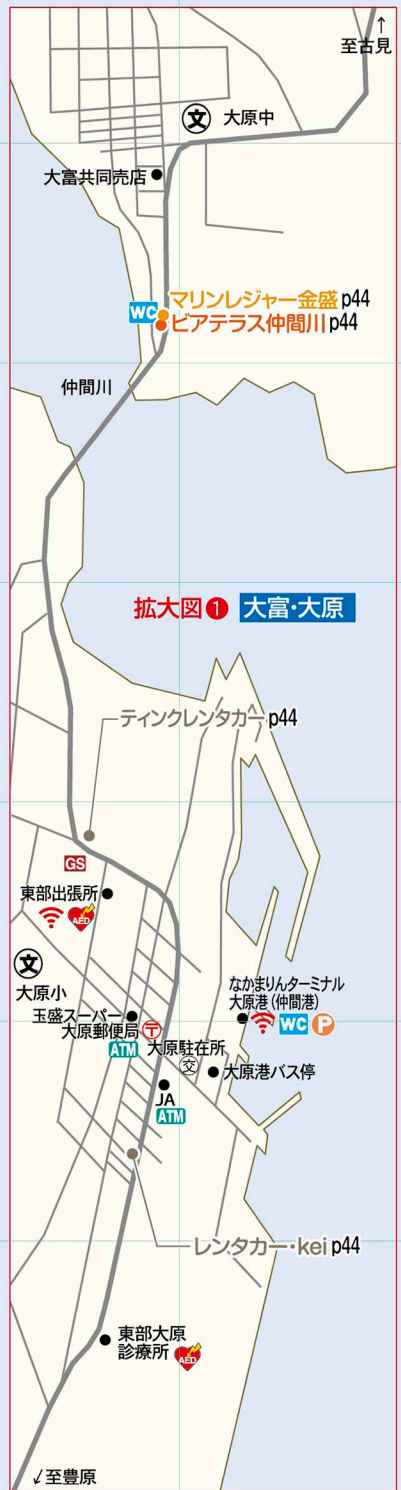 ↑
至古見
文
大原中
大富共同売店
マリンレジャー金盛 p44
WC
ビアテラス仲間川 p44
仲間川
拡大図❶ 大富・大原
ティンクレンタカー p44
GS
東部出張所
AED
文
大原小
なかまりんターミナル
大原港(仲間港)
WC P
玉盛スーパー
大原郵便局 〒
ATM
大原駐在所
交
大原港バス停
JA
ATM
レンタカー・kei p44
東部大原
診療所
AED
↙至豊原